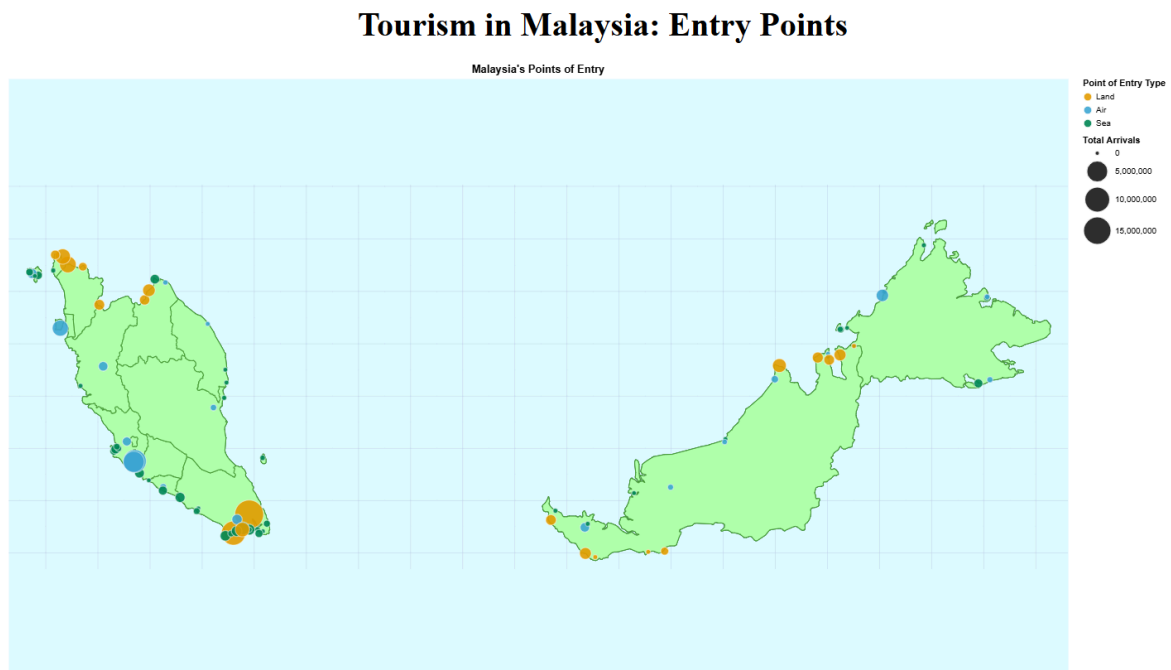 Tourism in Malaysia: Entry Points
Malaysia's Points of Entry
Point of Entry Type
Land
Air
Sea
Total Arrivals
0
5,000,000
10,000,000
15,000,000